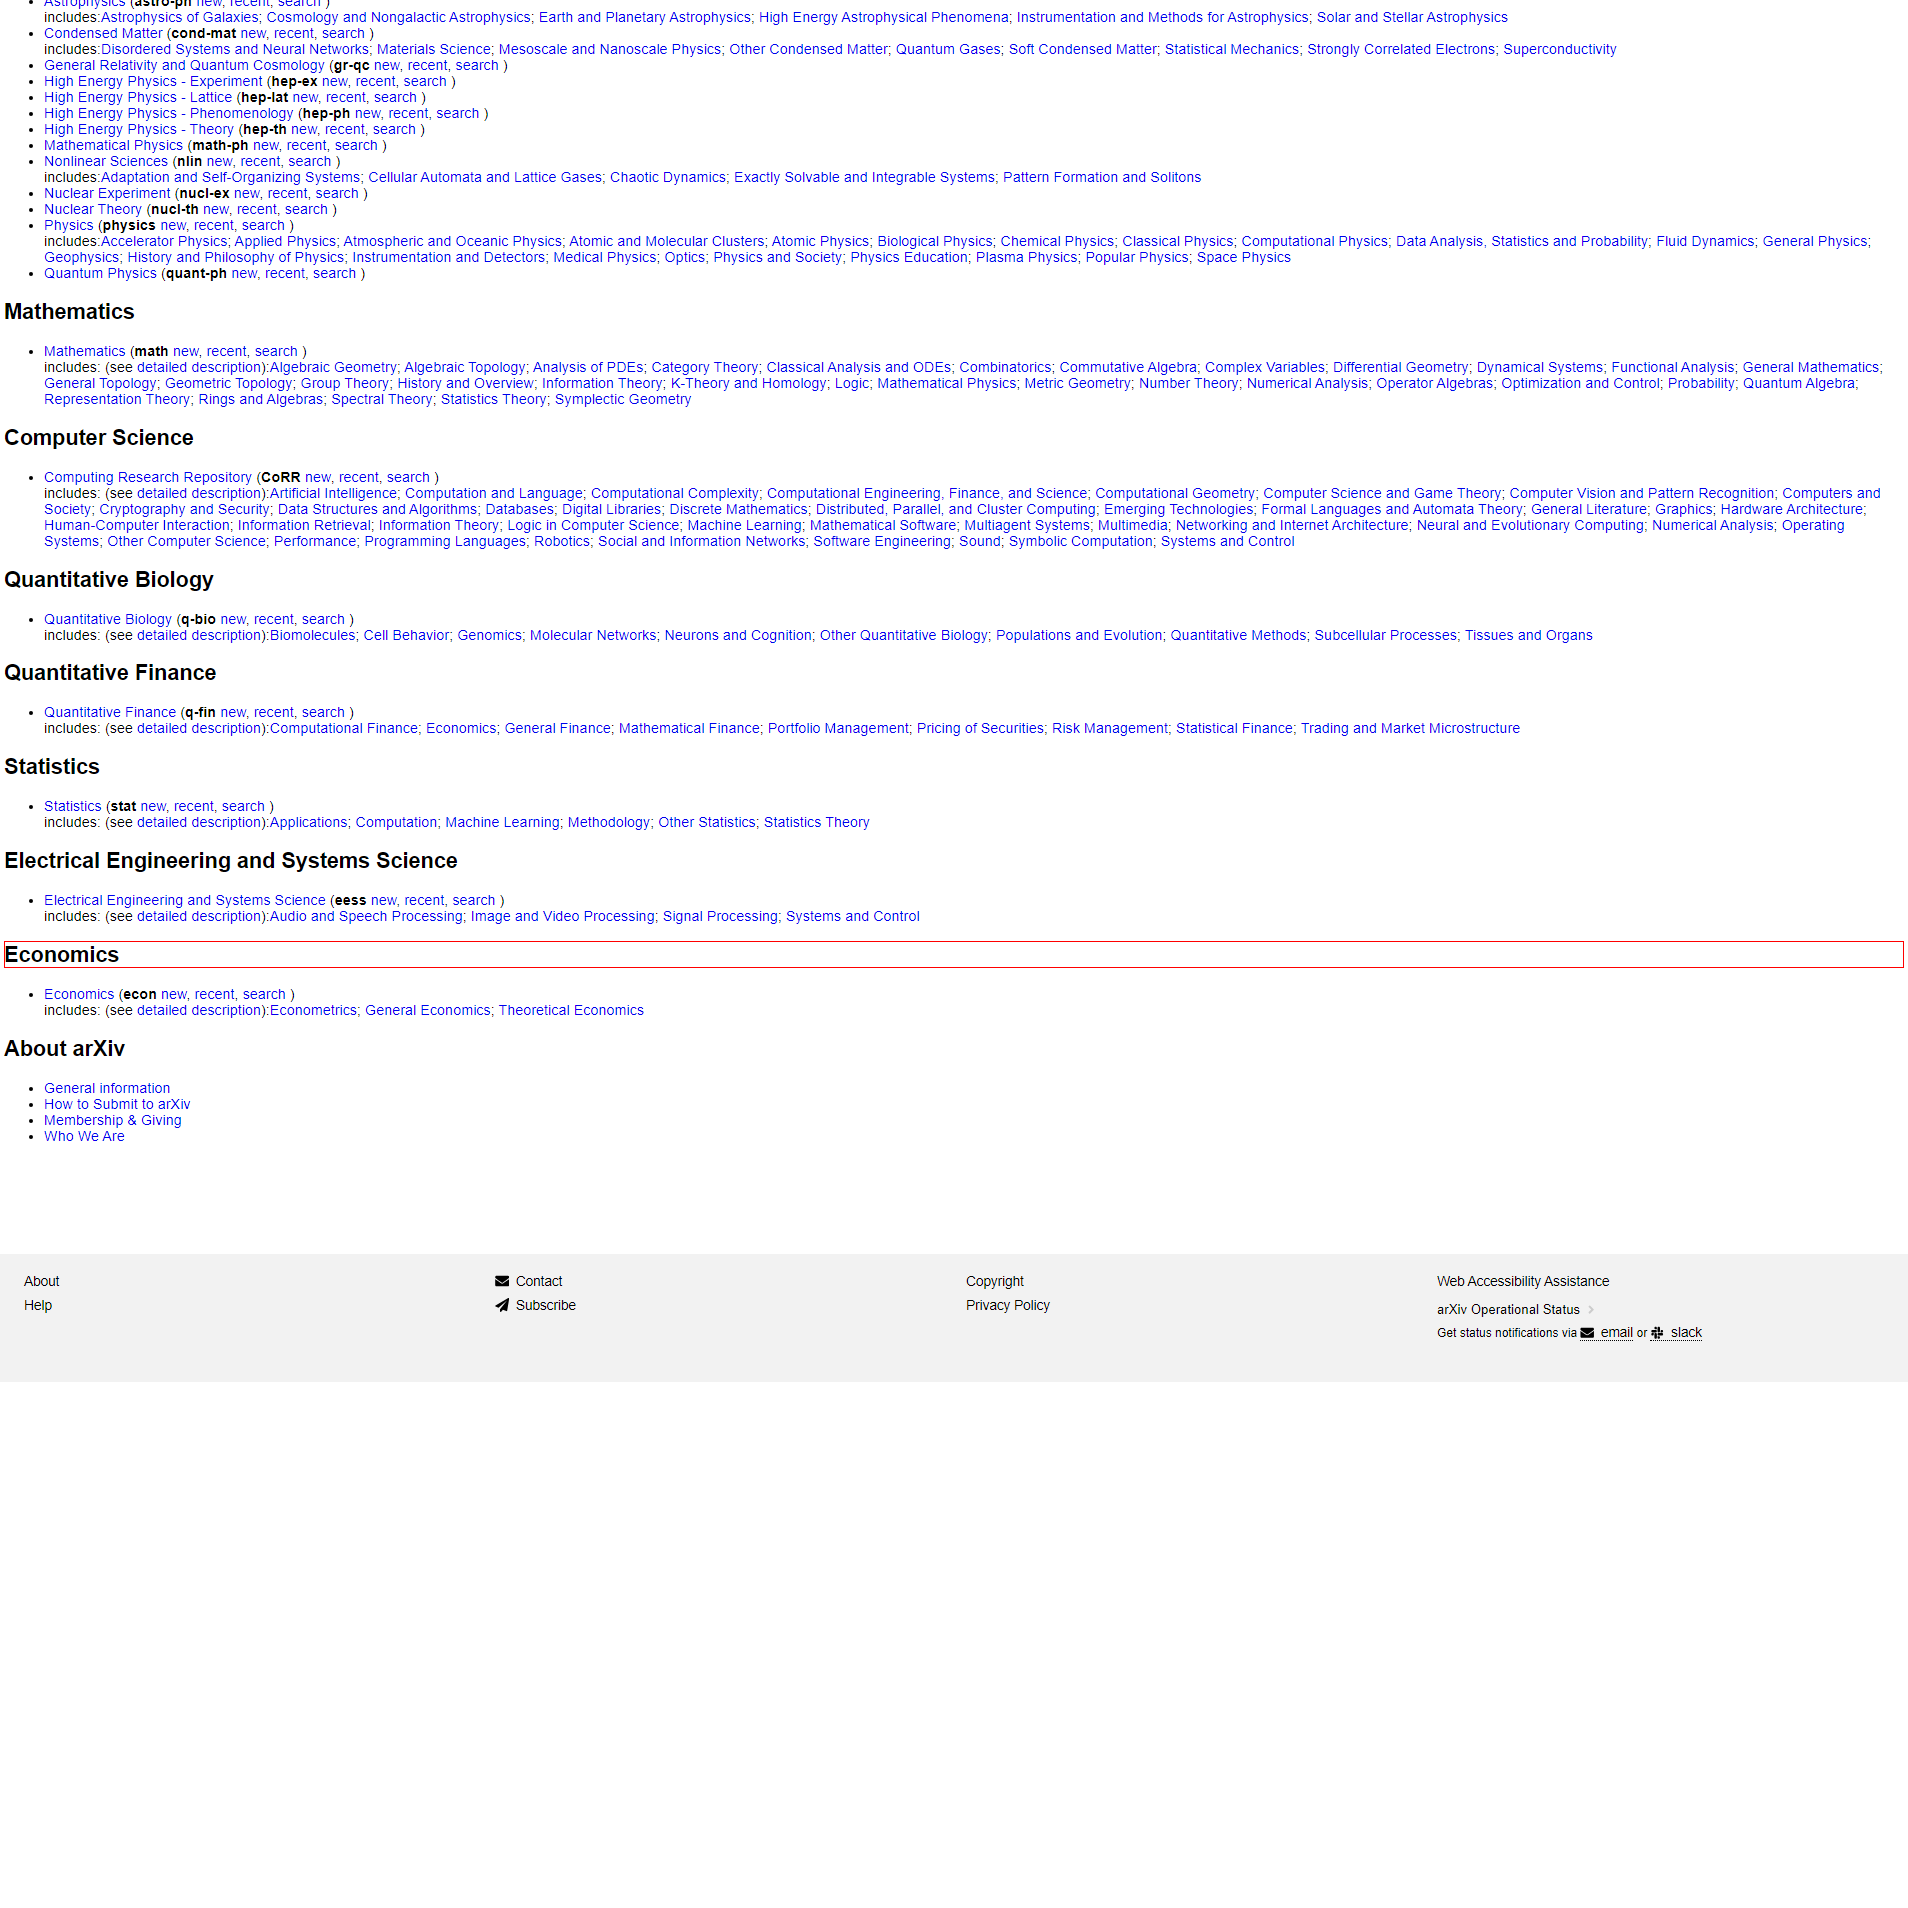 Astrophysics (astro-ph new, recent, search )
includes:Astrophysics of Galaxies; Cosmology and Nongalactic Astrophysics; Earth and Planetary Astrophysics; High Energy Astrophysical Phenomena; Instrumentation and Methods for Astrophysics; Solar and Stellar Astrophysics
Condensed Matter (cond-mat new, recent, search )
includes:Disordered Systems and Neural Networks; Materials Science; Mesoscale and Nanoscale Physics; Other Condensed Matter; Quantum Gases; Soft Condensed Matter; Statistical Mechanics; Strongly Correlated Electrons; Superconductivity
General Relativity and Quantum Cosmology (gr-qc new, recent, search )
High Energy Physics - Experiment (hep-ex new, recent, search )
High Energy Physics - Lattice (hep-lat new, recent, search )
High Energy Physics - Phenomenology (hep-ph new, recent, search )
High Energy Physics - Theory (hep-th new, recent, search )
Mathematical Physics (math-ph new, recent, search )
Nonlinear Sciences (nlin new, recent, search )
includes:Adaptation and Self-Organizing Systems; Cellular Automata and Lattice Gases; Chaotic Dynamics; Exactly Solvable and Integrable Systems; Pattern Formation and Solitons
Nuclear Experiment (nucl-ex new, recent, search )
Nuclear Theory (nucl-th new, recent, search )
Physics (physics new, recent, search )
includes:Accelerator Physics; Applied Physics; Atmospheric and Oceanic Physics; Atomic and Molecular Clusters; Atomic Physics; Biological Physics; Chemical Physics; Classical Physics; Computational Physics; Data Analysis, Statistics and Probability; Fluid Dynamics; General Physics;
Geophysics; History and Philosophy of Physics; Instrumentation and Detectors; Medical Physics; Optics; Physics and Society; Physics Education; Plasma Physics; Popular Physics; Space Physics
Quantum Physics (quant-ph new, recent, search )
Mathematics
Mathematics (math new, recent, search )
includes: (see detailed description):Algebraic Geometry; Algebraic Topology; Analysis of PDEs; Category Theory; Classical Analysis and ODEs; Combinatorics; Commutative Algebra; Complex Variables; Differential Geometry; Dynamical Systems; Functional Analysis; General Mathematics;
General Topology; Geometric Topology; Group Theory; History and Overview; Information Theory; K-Theory and Homology; Logic; Mathematical Physics; Metric Geometry; Number Theory; Numerical Analysis; Operator Algebras; Optimization and Control; Probability; Quantum Algebra;
Representation Theory; Rings and Algebras; Spectral Theory; Statistics Theory; Symplectic Geometry
Computer Science
Computing Research Repository (CoRR new, recent, search )
includes: (see detailed description):Artificial Intelligence; Computation and Language; Computational Complexity; Computational Engineering, Finance, and Science; Computational Geometry; Computer Science and Game Theory; Computer Vision and Pattern Recognition; Computers and
Society; Cryptography and Security; Data Structures and Algorithms; Databases; Digital Libraries; Discrete Mathematics; Distributed, Parallel, and Cluster Computing; Emerging Technologies; Formal Languages and Automata Theory; General Literature; Graphics; Hardware Architecture;
Human-Computer Interaction; Information Retrieval; Information Theory; Logic in Computer Science; Machine Learning; Mathematical Software; Multiagent Systems; Multimedia; Networking and Internet Architecture; Neural and Evolutionary Computing; Numerical Analysis; Operating
Systems; Other Computer Science; Performance; Programming Languages; Robotics; Social and Information Networks; Software Engineering; Sound; Symbolic Computation; Systems and Control
Quantitative Biology
Quantitative Biology (q-bio new, recent, search )
includes: (see detailed description):Biomolecules; Cell Behavior; Genomics; Molecular Networks; Neurons and Cognition; Other Quantitative Biology; Populations and Evolution; Quantitative Methods; Subcellular Processes; Tissues and Organs
Quantitative Finance
Quantitative Finance (q-fin new, recent, search )
includes: (see detailed description):Computational Finance; Economics; General Finance; Mathematical Finance; Portfolio Management; Pricing of Securities; Risk Management; Statistical Finance; Trading and Market Microstructure
Statistics
Statistics (stat new, recent, search )
includes: (see detailed description):Applications; Computation; Machine Learning; Methodology; Other Statistics; Statistics Theory
Electrical Engineering and Systems Science
Electrical Engineering and Systems Science (eess new, recent, search )
includes: (see detailed description):Audio and Speech Processing; Image and Video Processing; Signal Processing; Systems and Control
Economics
Economics (econ new, recent, search )
includes: (see detailed description):Econometrics; General Economics; Theoretical Economics
About arXiv
General information
How to Submit to arXiv
Membership & Giving
Who We Are
About
Help
Contact
Subscribe
Copyright
Privacy Policy
Web Accessibility Assistance
arXiv Operational Status
Get status notifications via email or slack